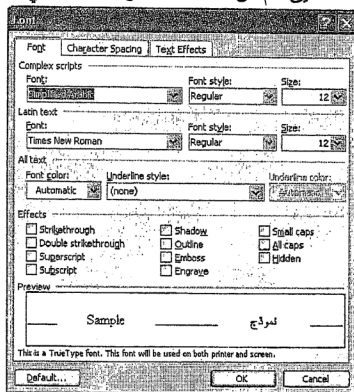 Font
Font Character Spacing Text Effects
Complex scripts
Font: Font style: Size:
Simplified Arabic Regular 12
Latin text
Font: Font style: Size:
Times New Roman Regular 12
All text
Font color: Underline style: Underline color:
Automatic (none) Automatic
Effects
Strikethrough Shadow Small caps
Double strikethrough Outline All caps
Superscript Emboss Hidden
Subscript Engrave
Preview
Sample نموذج
This is a TrueType font. This font will be used on both printer and screen.
Default... OK Cancel